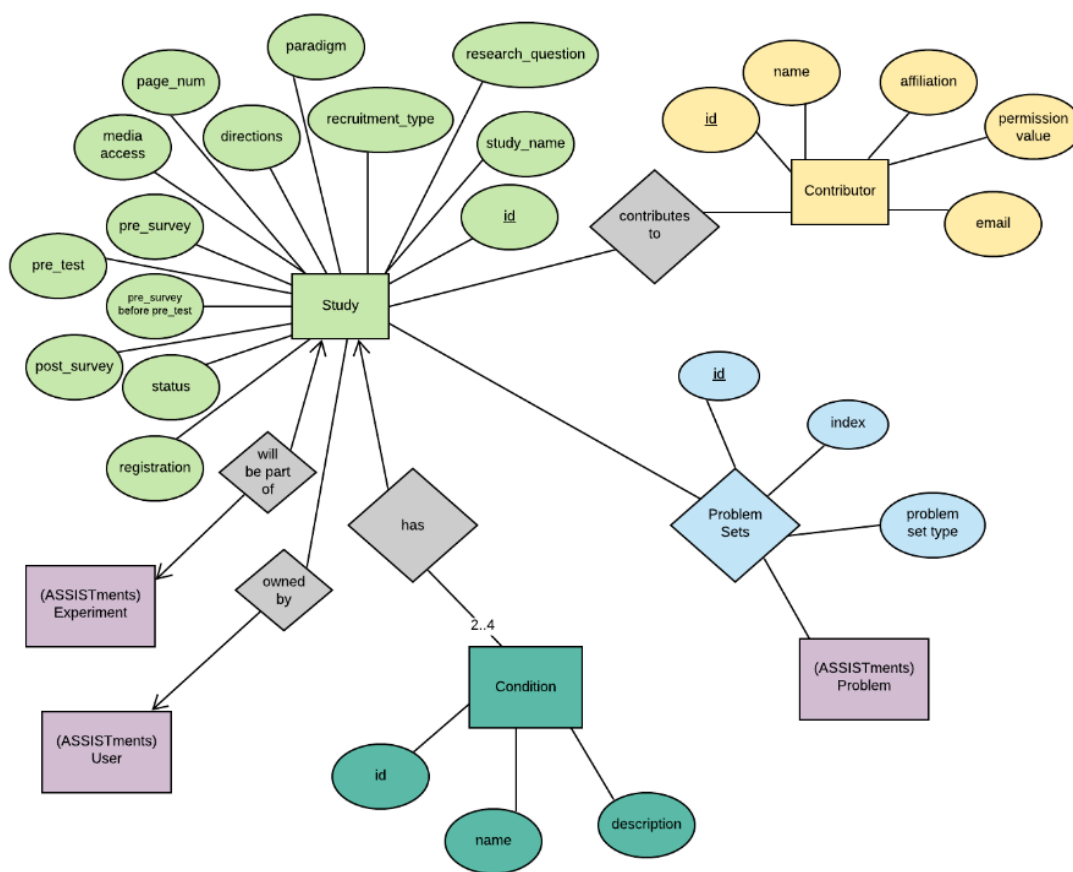 paradigm
research_question
page_num
recruitment_type
directions
media
access
study_name
id
pre_survey
pre_test
pre_survey
before pre_test
Study
post_survey
status
registration
name
affiliation
id
permission
value
Contributor
email
contributes
to
id
index
Problem
Sets
problem
set type
will
be part
of
has
owned
by
(ASSISTments)
Experiment
(ASSISTments)
User
2..4
Condition
(ASSISTments)
Problem
id
name
description